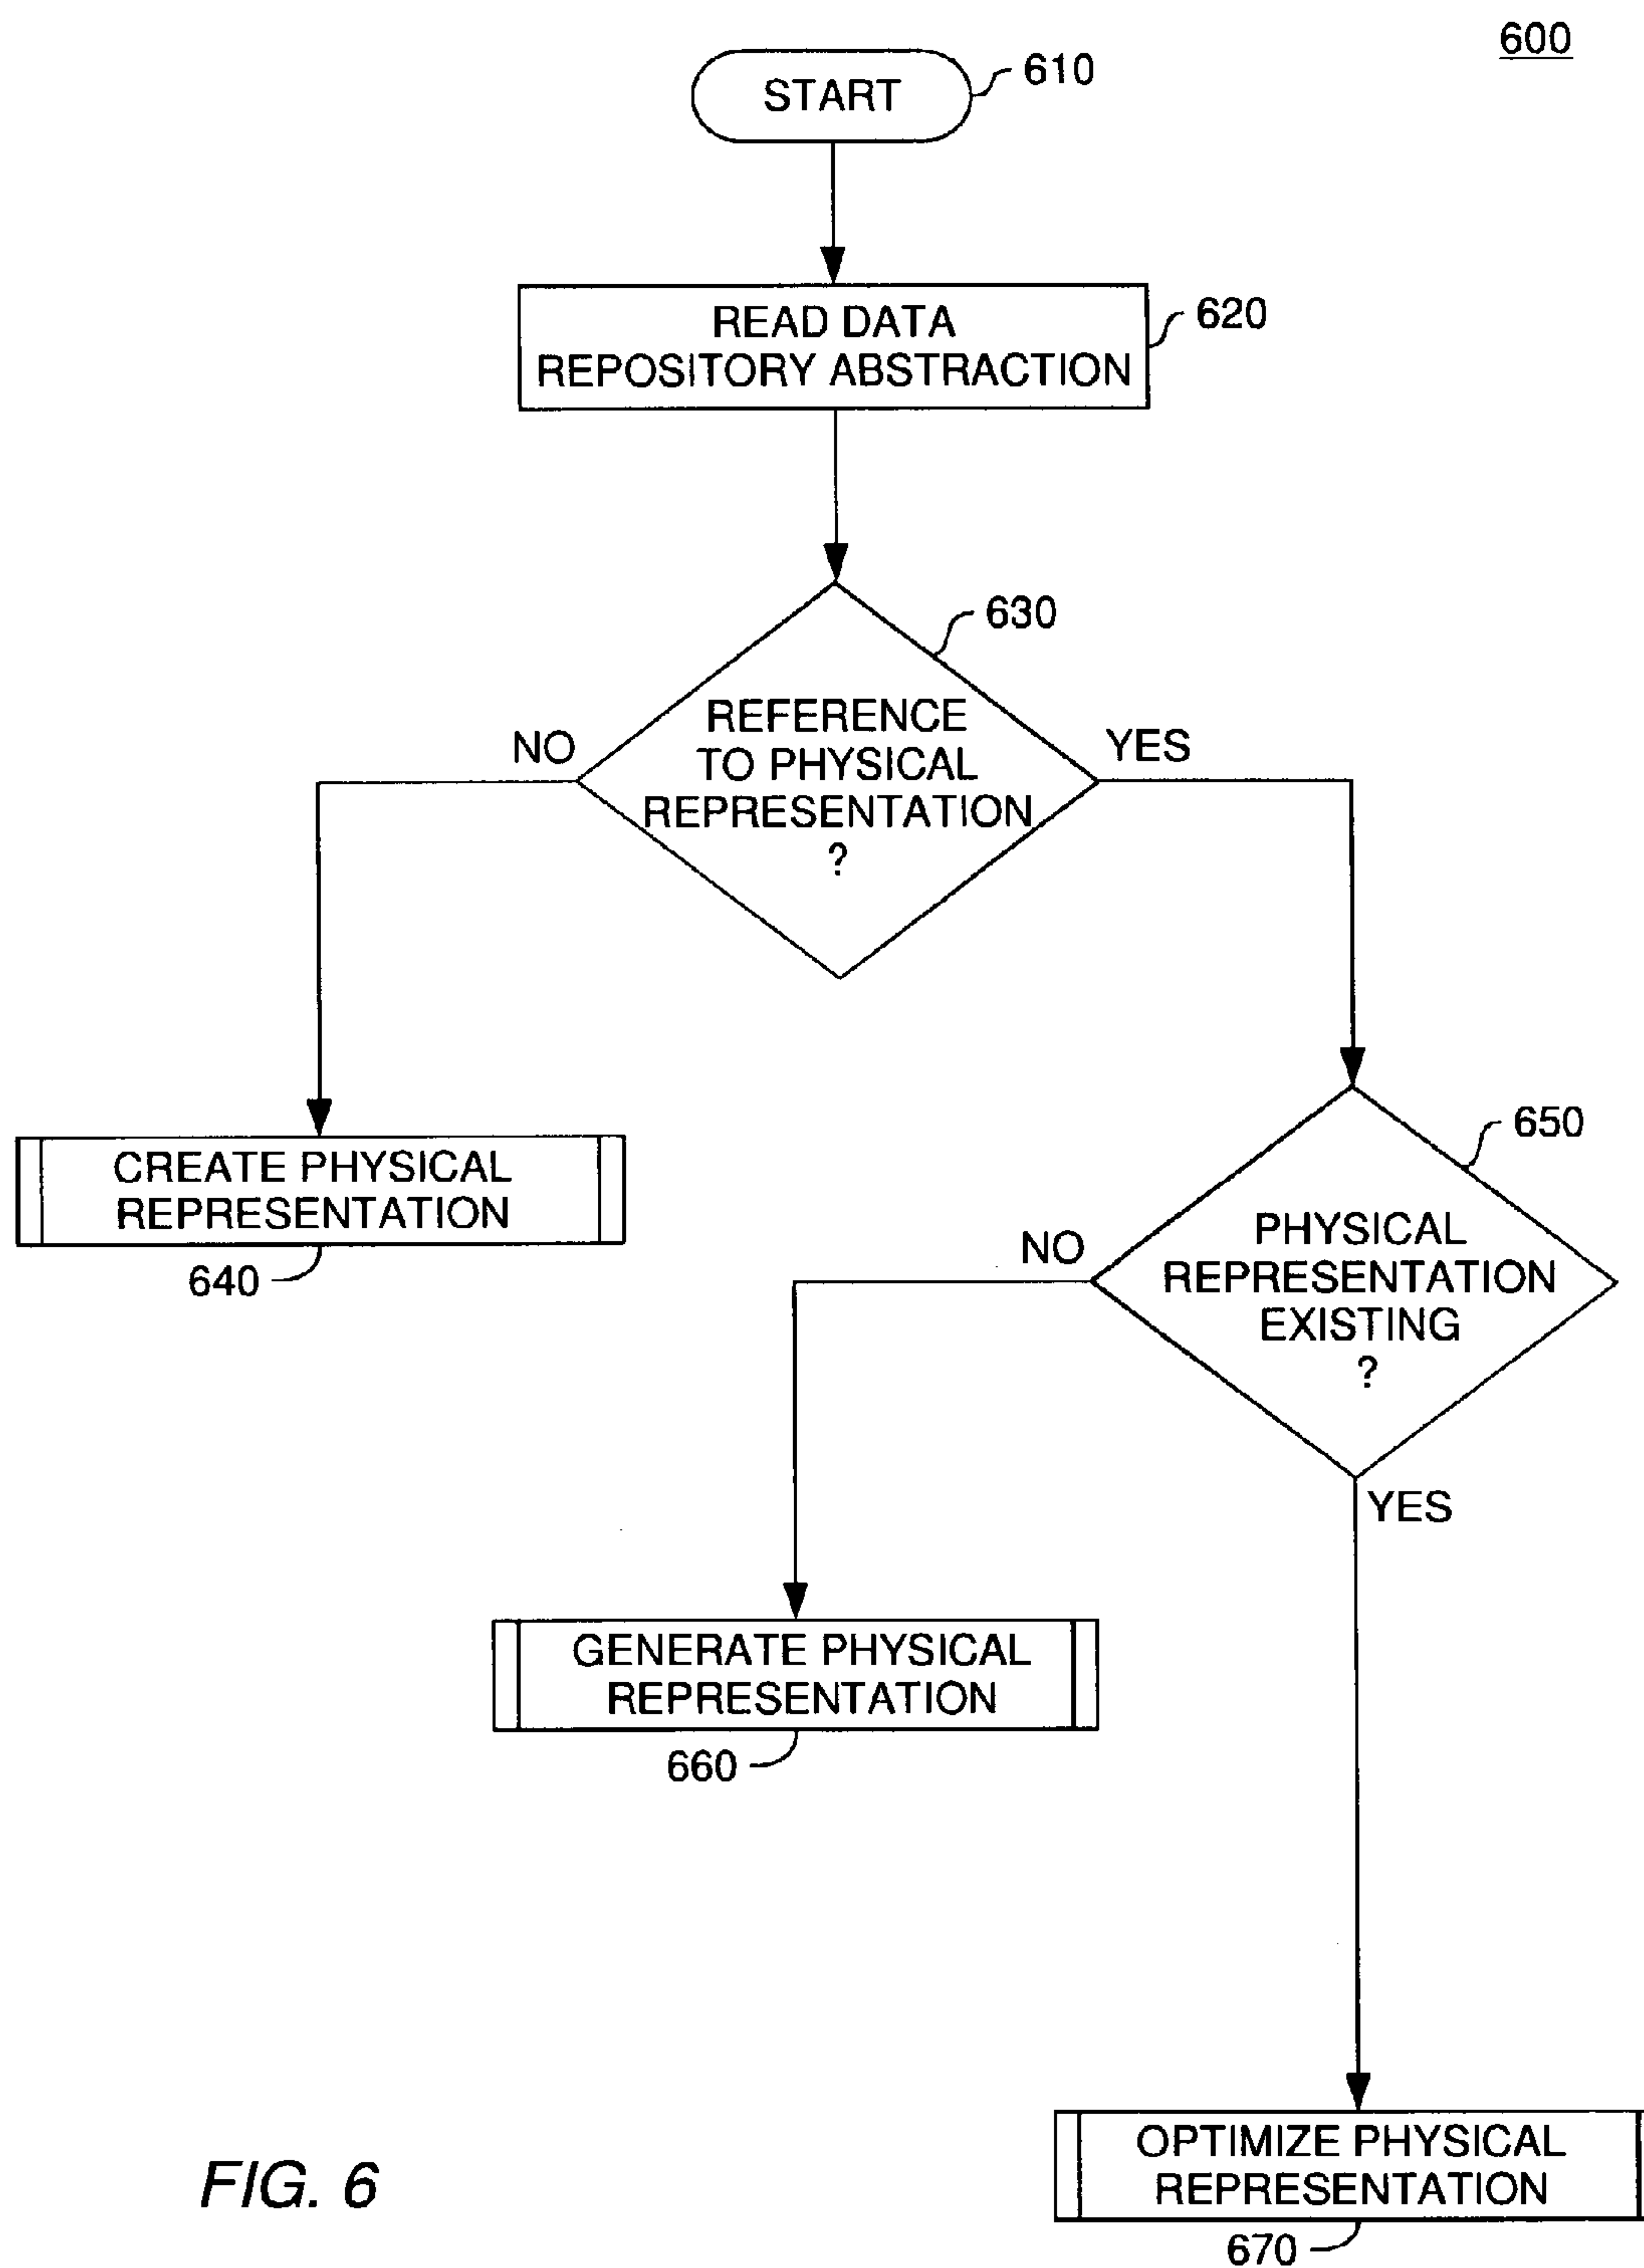 600
START
610
READ DATA
REPOSITORY ABSTRACTION
620
630
REFERENCE
TO PHYSICAL
REPRESENTATION
?
NO
YES
CREATE PHYSICAL
REPRESENTATION
640
650
PHYSICAL
REPRESENTATION
EXISTING
?
NO
YES
GENERATE PHYSICAL
REPRESENTATION
660
OPTIMIZE PHYSICAL
REPRESENTATION
670
FIG. 6